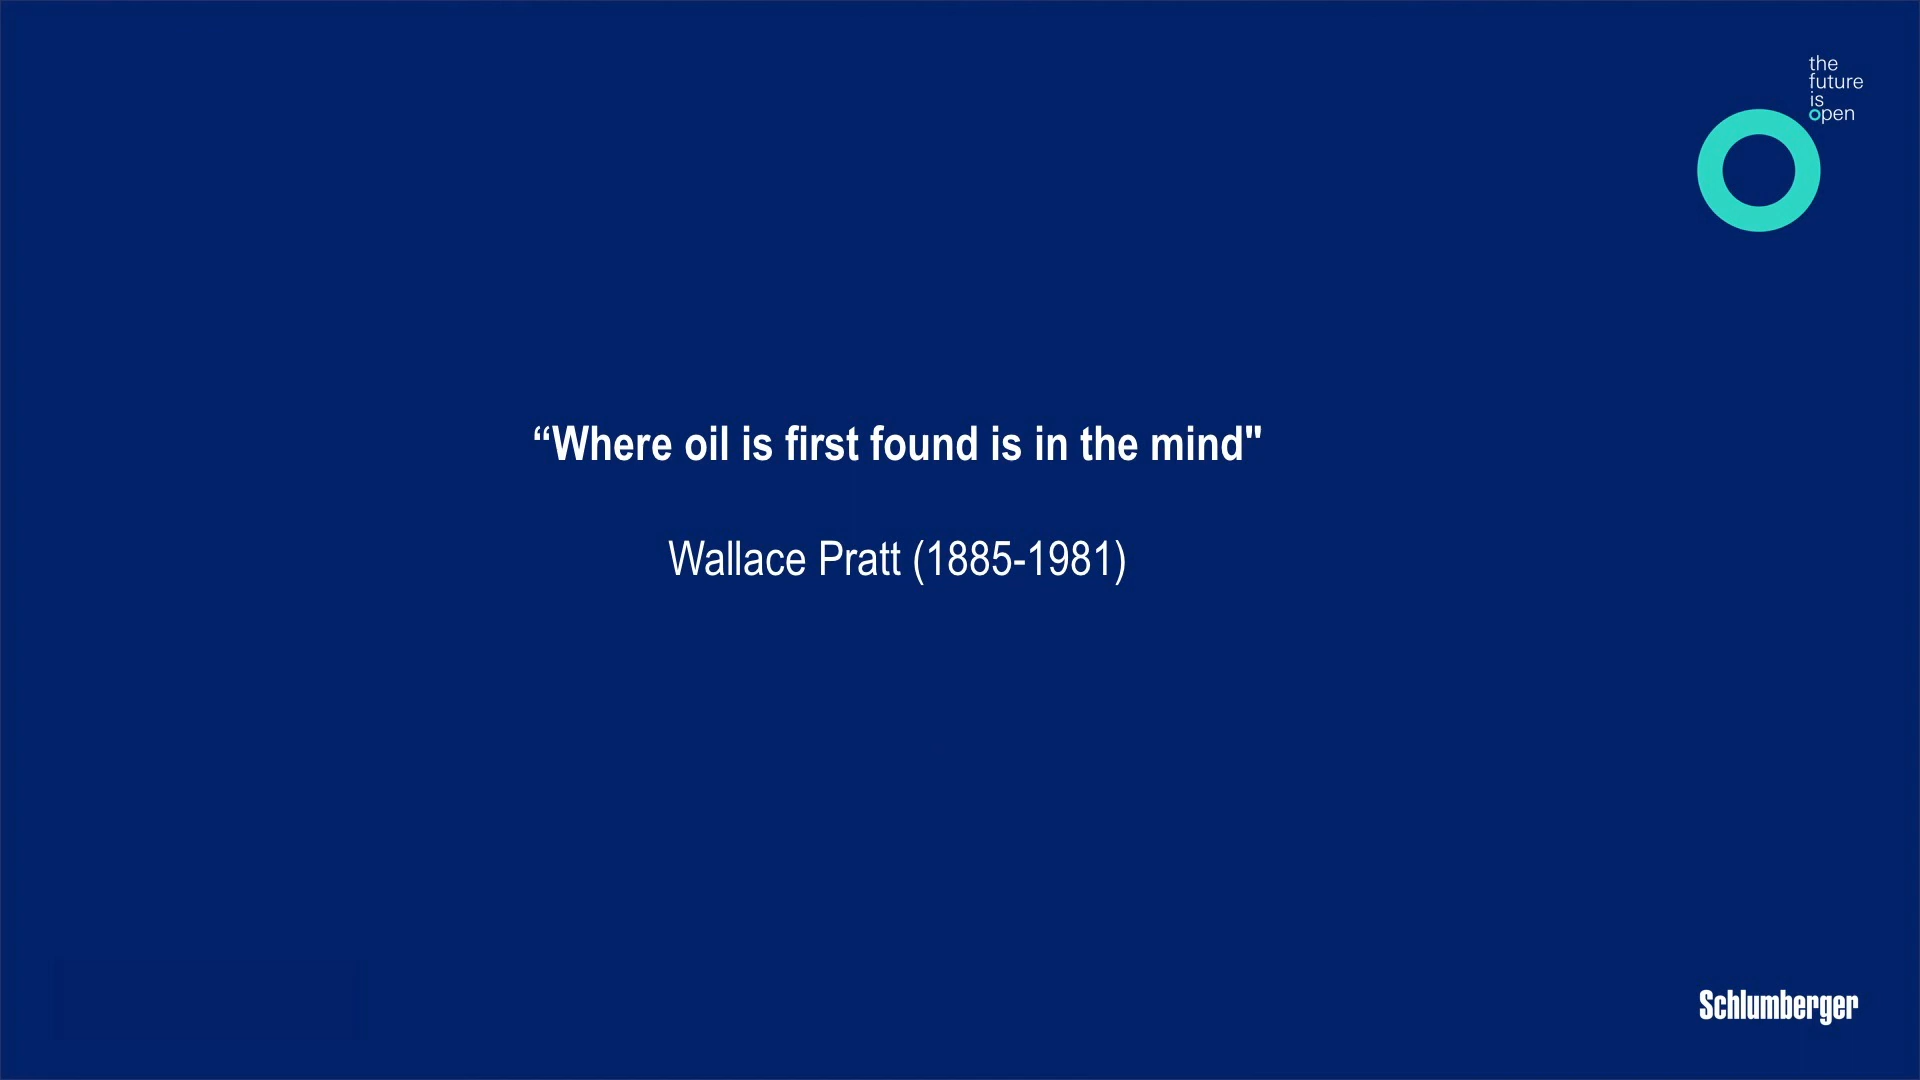 the
future
is
open
“Where oil is first found is in the mind"
Wallace Pratt (1885-1981)
Schlumberger